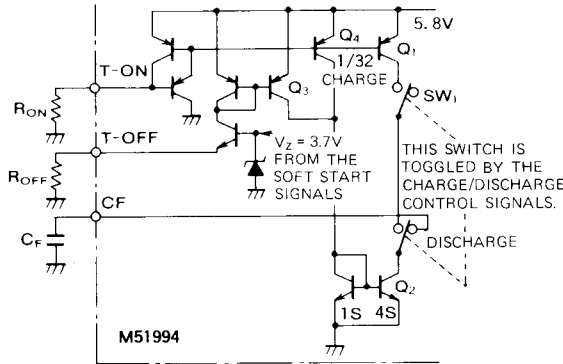 5.8V
Q4
Q1
T-ON
1/32
CHARGE
Q3
SW1
RON
T-OFF
VZ = 3.7V
FROM THE
SOFT START
SIGNALS
THIS SWITCH IS
TOGGLED BY THE
CHARGE/DISCHARGE
CONTROL SIGNALS.
ROFF
CF
CF
DISCHARGE
Q2
1S 4S
M51994